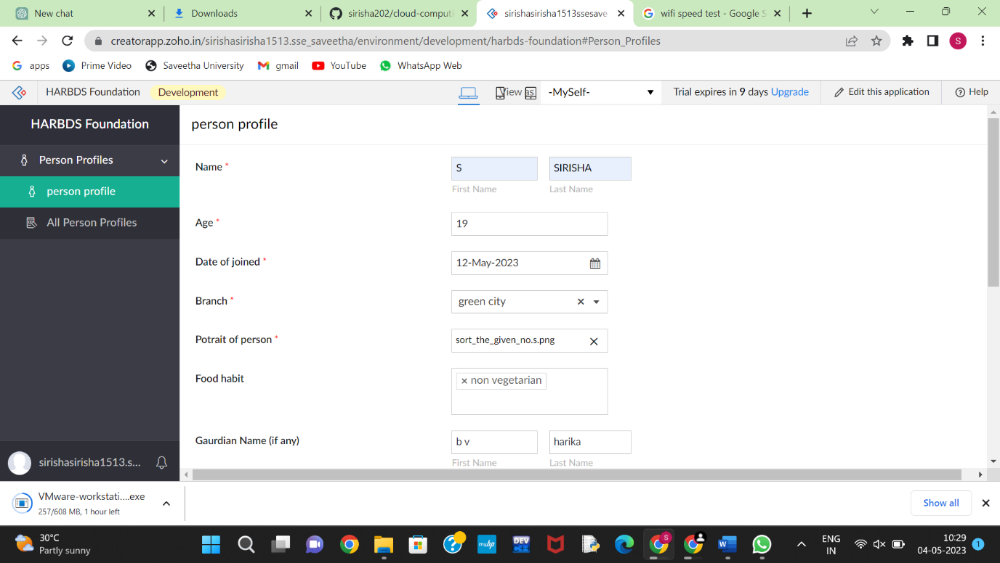 New chat
Downloads
sirisha202/cloud-computi
sirishasirisha1513ssesave
wifi speed test - Google S
creatorapp.zoho.in/sirishasirisha1513.sse_saveetha/environment/development/harbds-foundation#Person_Profiles
S
apps
Prime Video
Saveetha University
gmail
YouTube
WhatsApp Web
HARBDS Foundation
Development
View as
-MySelf-
Trial expires in 9 days Upgrade
Edit this application
Help
HARBDS Foundation
Person Profiles
person profile
All Person Profiles
sirishasirisha1513.s...
person profile
Name *
S
SIRISHA
First Name
Last Name
Age *
19
Date of joined *
12-May-2023
Branch *
green city
Potrait of person *
sort_the_given_no.s.png
Food habit
× non vegetarian
Gaurdian Name (if any)
b v
harika
First Name
Last Name
VMware-workstati....exe
257/608 MB, 1 hour left
Show all
30°C
Partly sunny
myhp
DEV
S
W
ENG
IN
10:29
04-05-2023
1